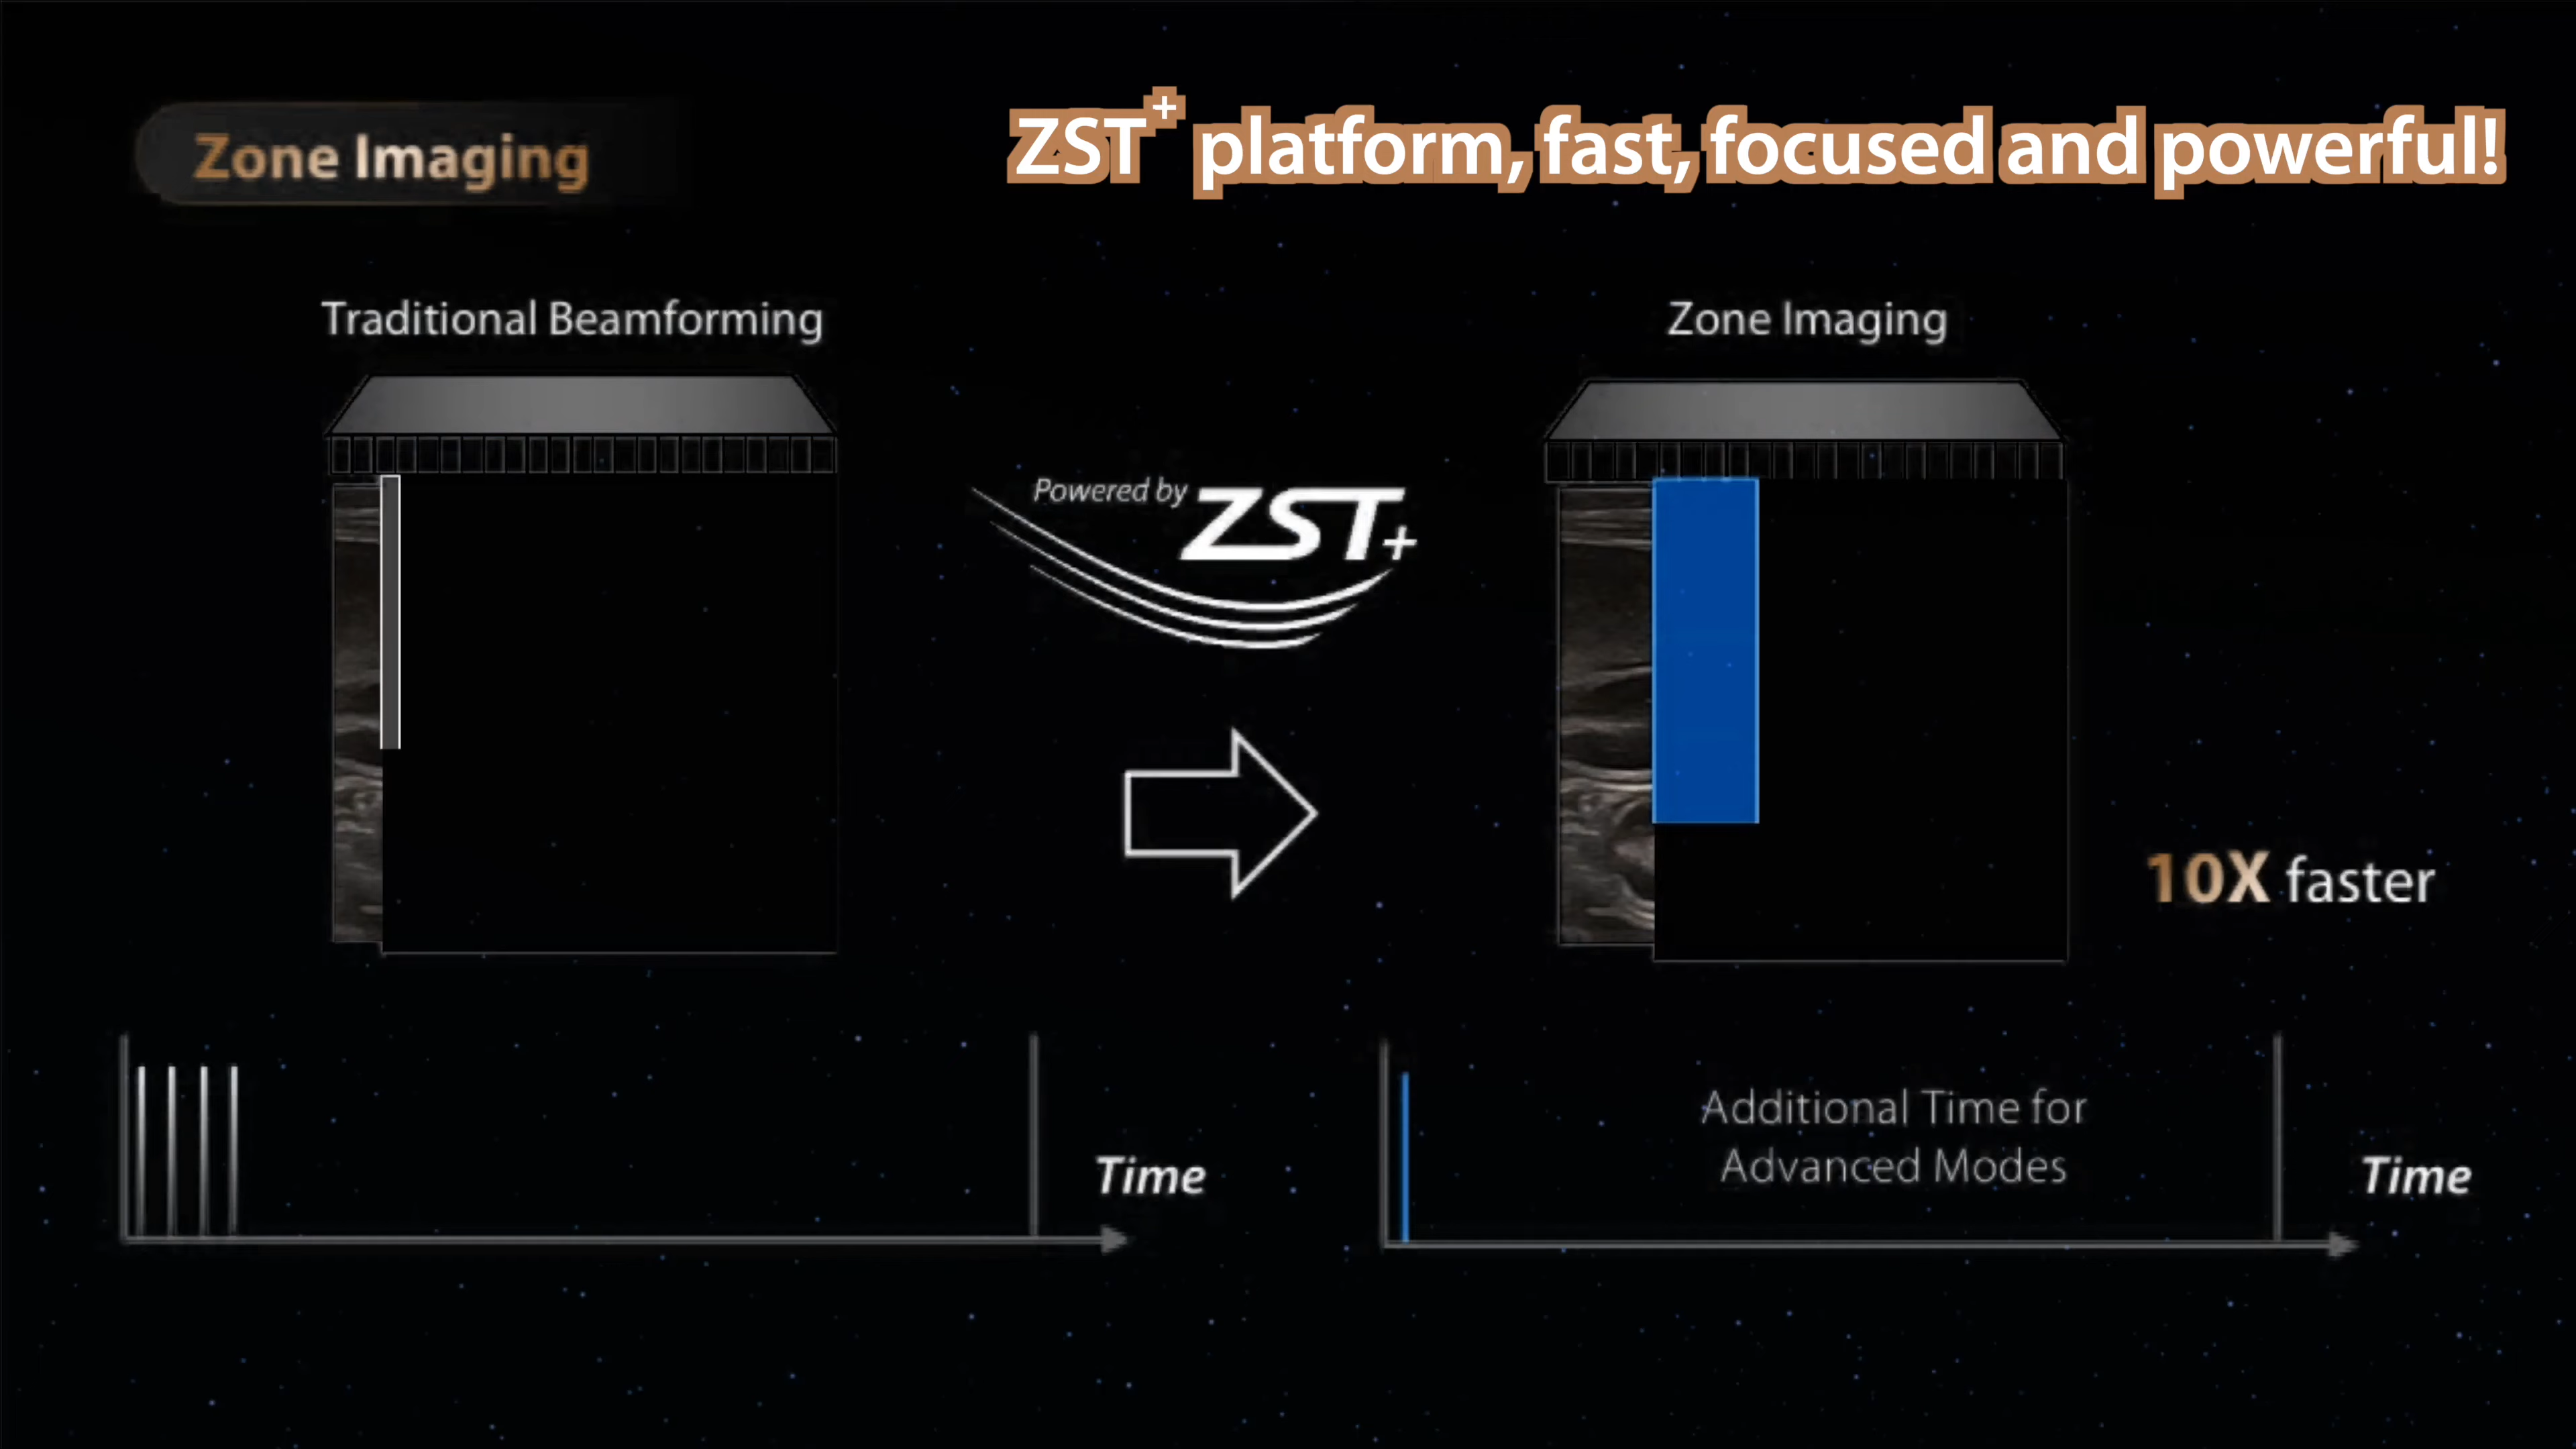 Zone Imaging
ZST+ platform, fast, focused and powerful!
Traditional Beamforming
Zone Imaging
Powered by ZST+
10X faster
Additional Time for
Advanced Modes
Time
Time